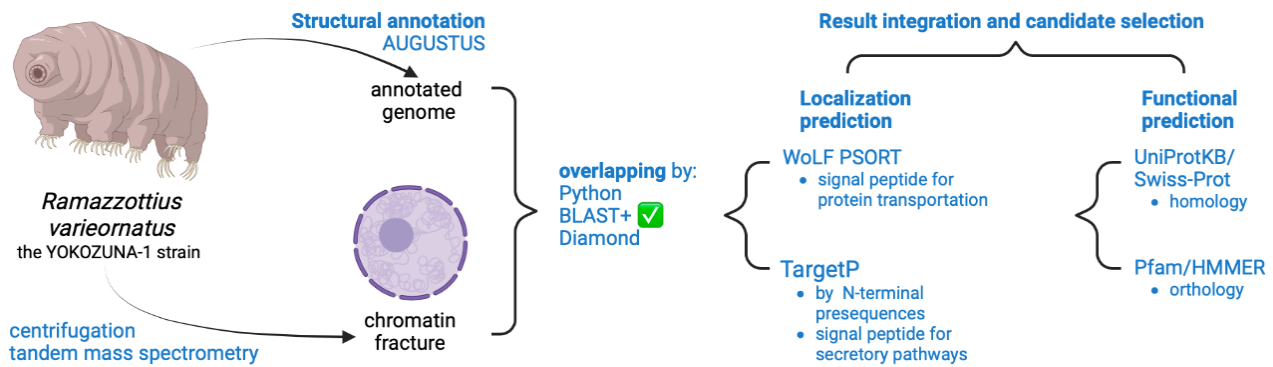 Structural annotation
AUGUSTUS
annotated
genome
Ramazzottius
varieornatus
the YOKOZUNA-1 strain
centrifugation
tandem mass spectrometry
chromatin
fracture
overlapping by:
Python
BLAST+ ✅
Diamond
Result integration and candidate selection
Localization
prediction
WoLF PSORT
• signal peptide for
protein transportation
TargetP
• by N-terminal
presequences
• signal peptide for
secretory pathways
Functional
prediction
UniProtKB/
Swiss-Prot
• homology
Pfam/HMMER
• orthology